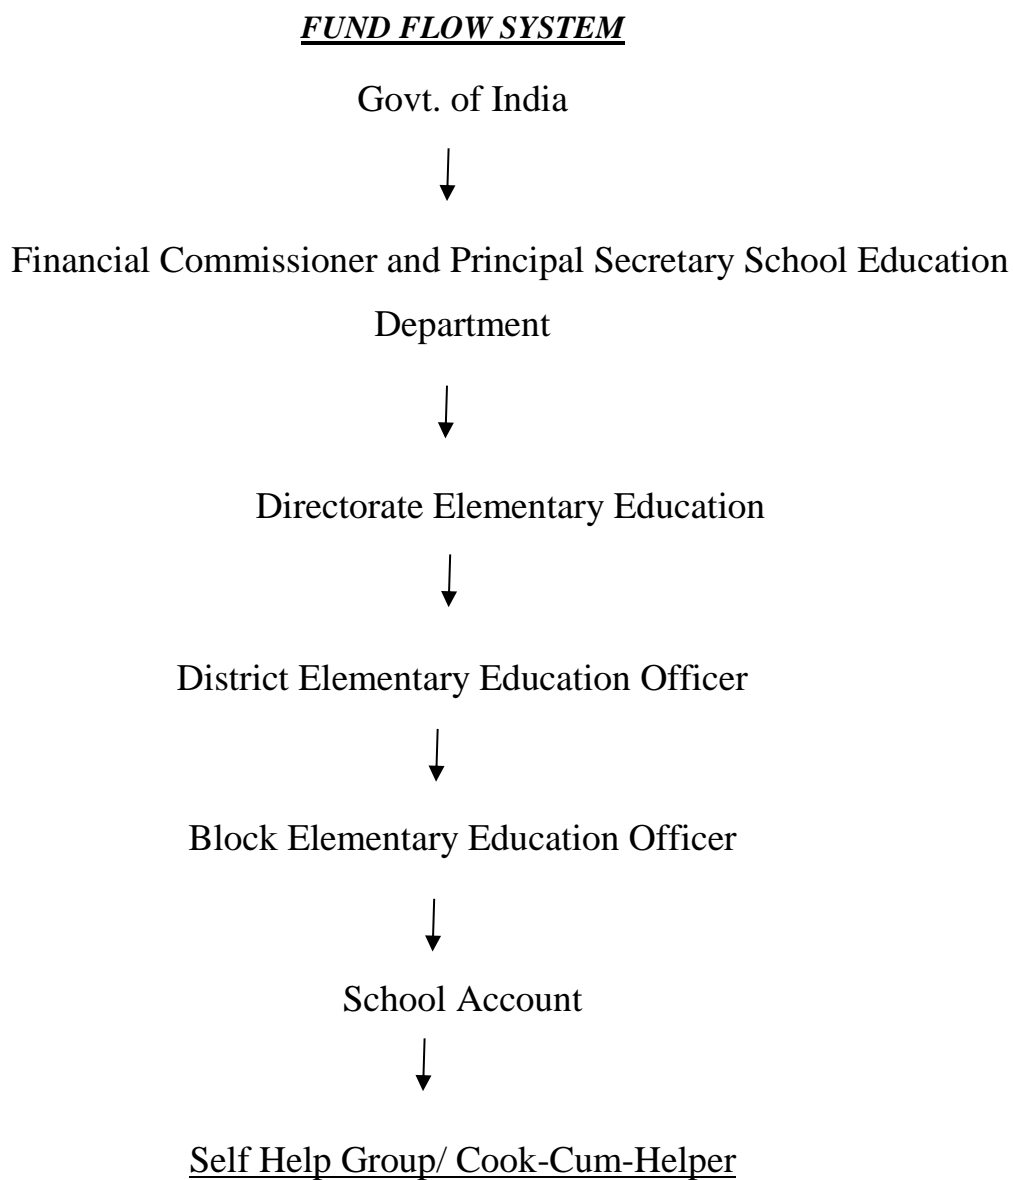 FUND FLOW SYSTEM
Govt. of India
Financial Commissioner and Principal Secretary School Education
Department
Directorate Elementary Education
District Elementary Education Officer
Block Elementary Education Officer
School Account
Self Help Group/ Cook-Cum-Helper